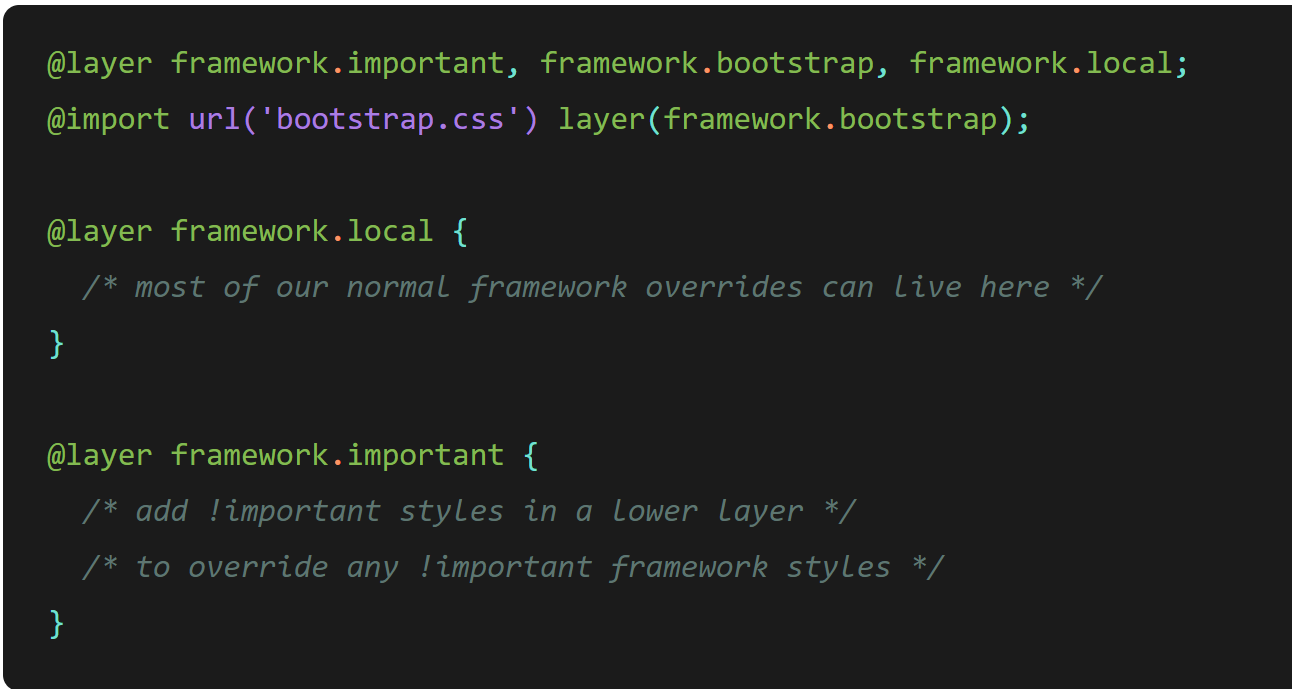 @layer framework.important, framework.bootstrap, framework.local;
@import url('bootstrap.css') layer(framework.bootstrap);
@layer framework.local {
/* most of our normal framework overrides can live here */
}
@layer framework.important {
/* add !important styles in a lower layer */
/* to override any !important framework styles */
}